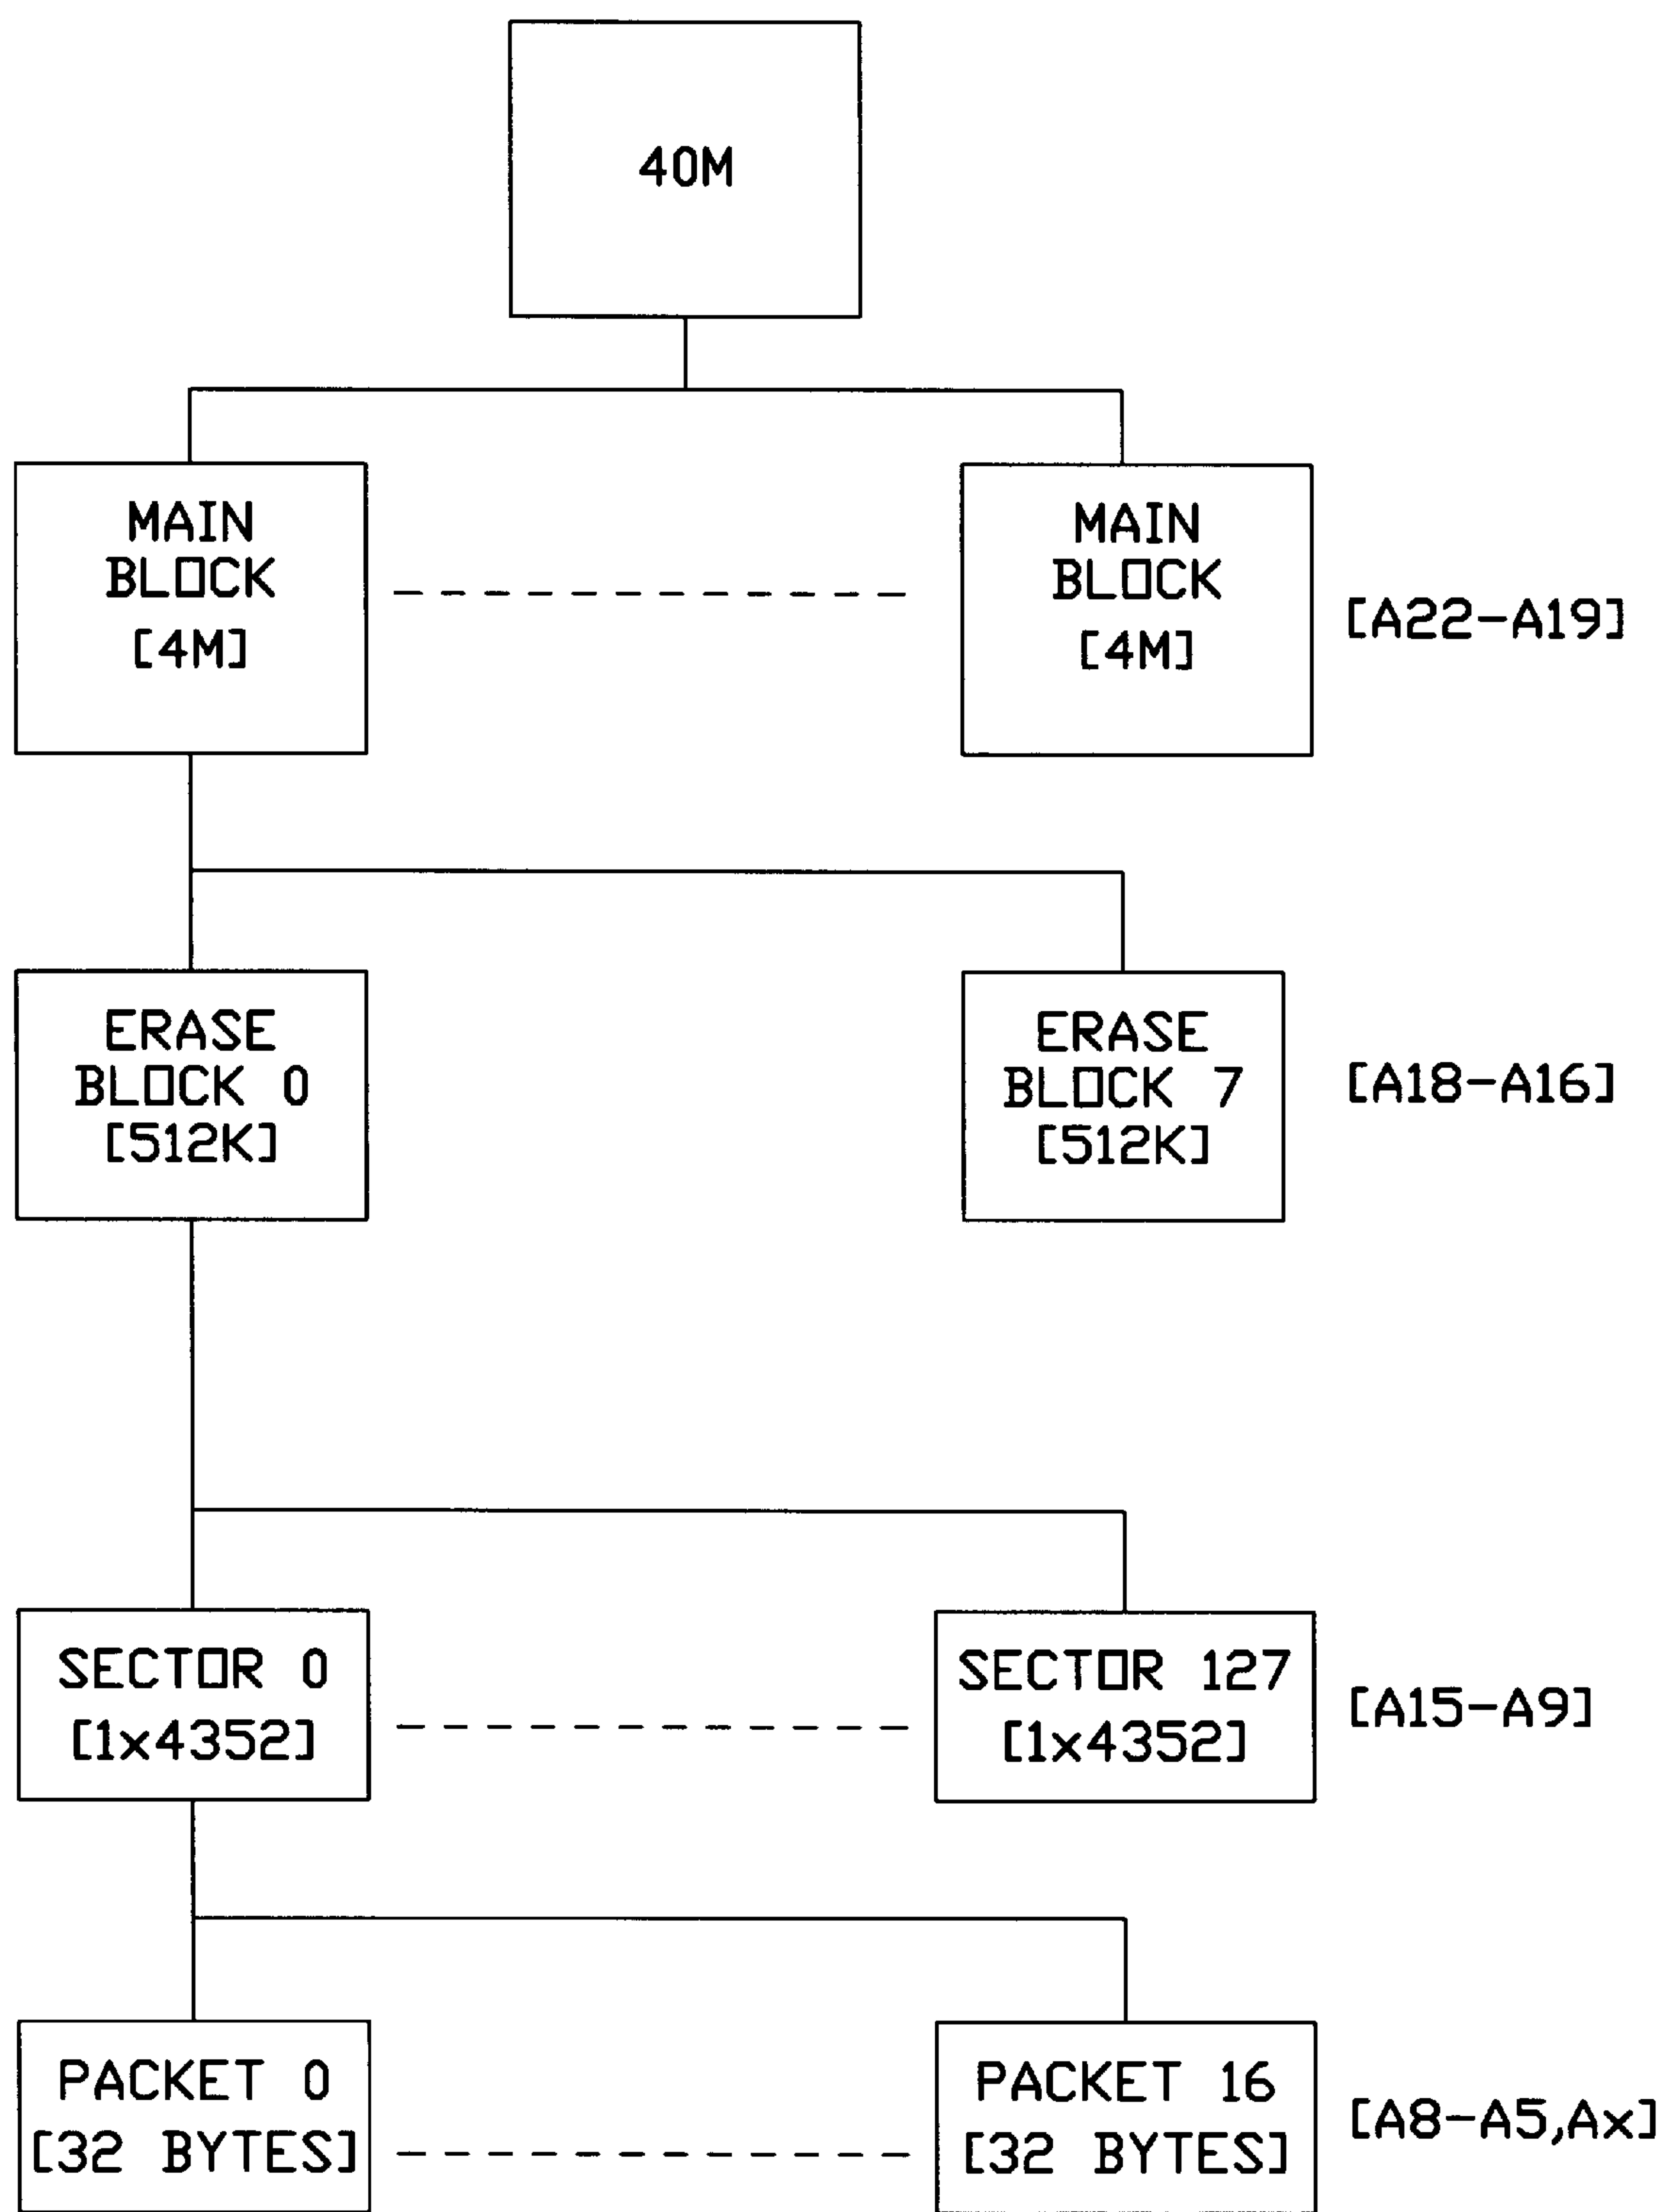 40M
MAIN
BLOCK
[4M]
MAIN
BLOCK
[4M]
[A22-A19]
ERASE
BLOCK 0
[512K]
ERASE
BLOCK 7
[512K]
[A18-A16]
SECTOR 0
[1x4352]
SECTOR 127
[1x4352]
[A15-A9]
PACKET 0
[32 BYTES]
PACKET 16
[32 BYTES]
[A8-A5,Ax]